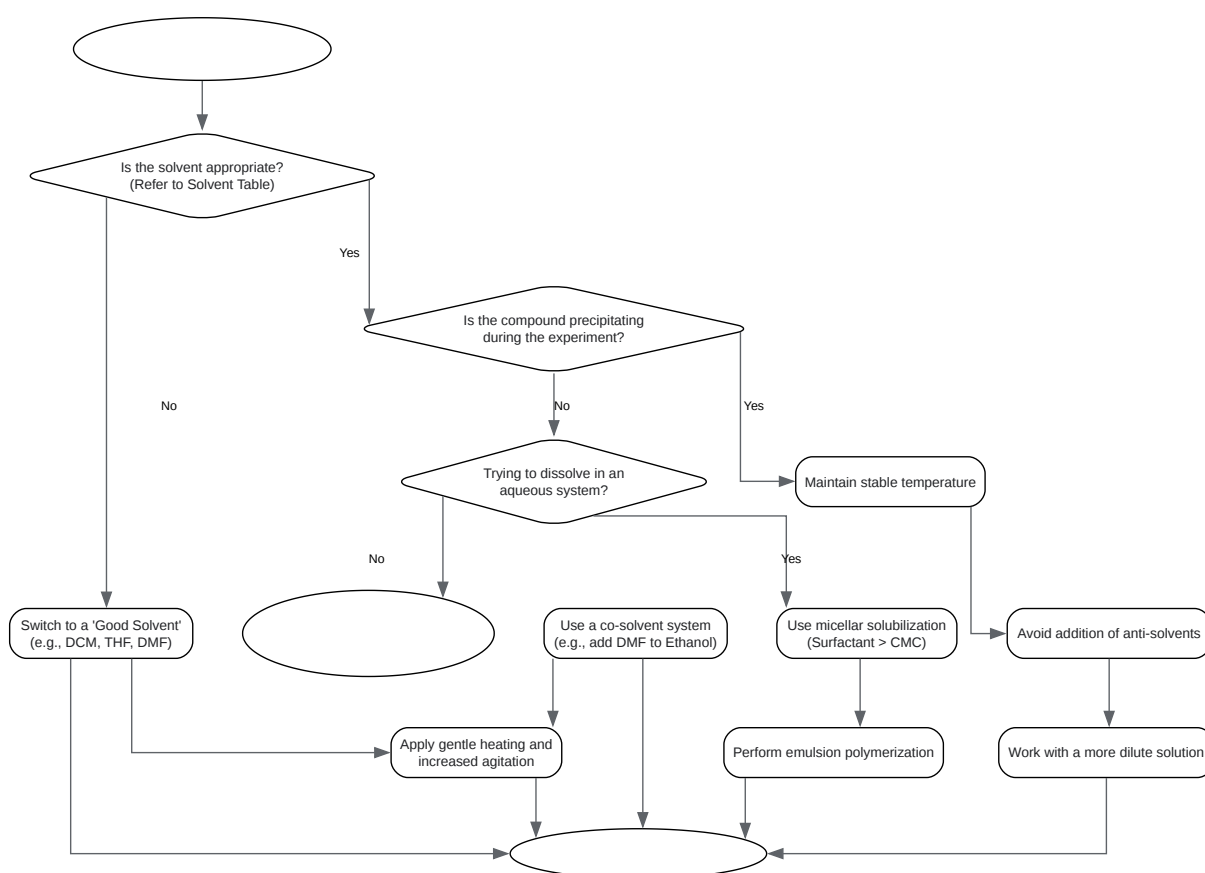 Is the solvent appropriate?
(Refer to Solvent Table)
Yes
Is the compound precipitating
during the experiment?
No
No
Yes
Trying to dissolve in an
aqueous system?
Maintain stable temperature
No
Yes
Switch to a 'Good Solvent'
(e.g., DCM, THF, DMF)
Use a co-solvent system
(e.g., add DMF to Ethanol)
Use micellar solubilization
(Surfactant > CMC)
Avoid addition of anti-solvents
Apply gentle heating and
increased agitation
Perform emulsion polymerization
Work with a more dilute solution